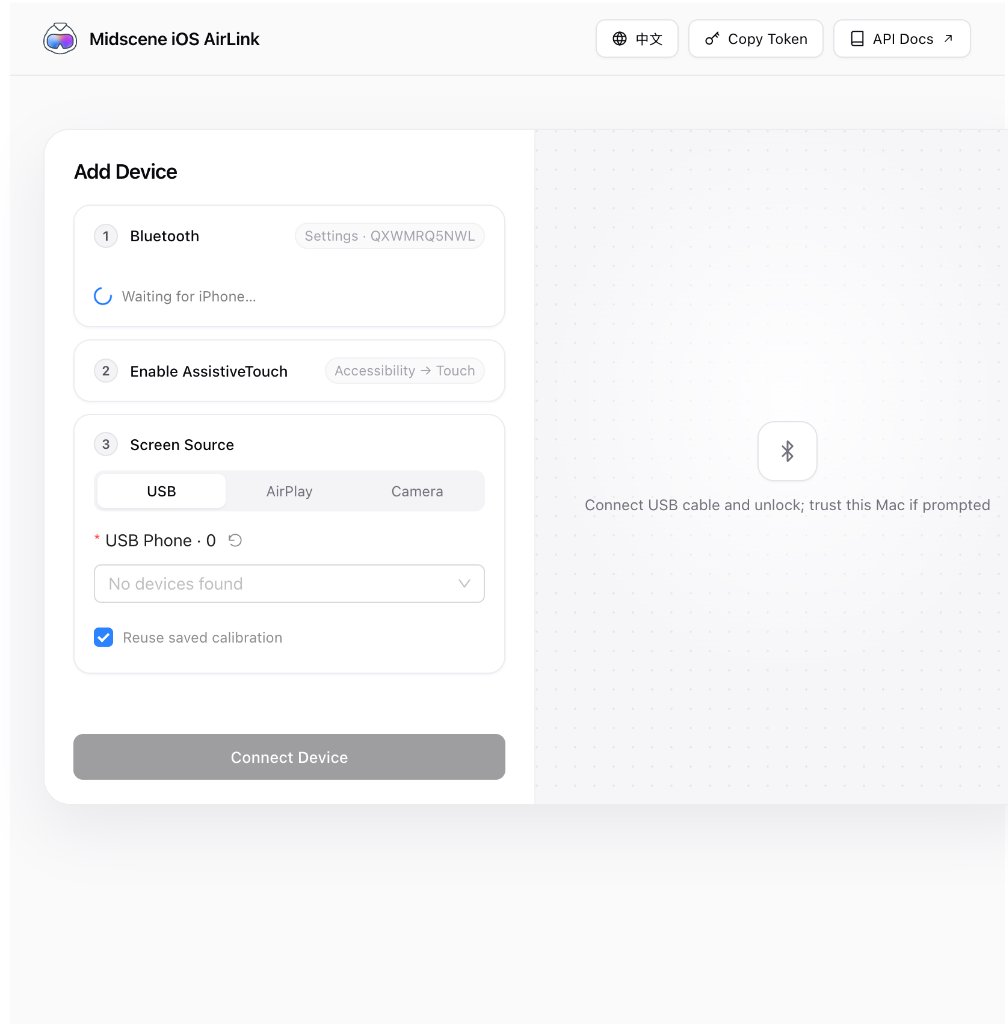 Midscene iOS AirLink
中文
Copy Token
API Docs ↗
Add Device
1 Bluetooth
Settings · QXWMRQ5NWL
Waiting for iPhone...
2 Enable AssistiveTouch
Accessibility → Touch
3 Screen Source
USB
AirPlay
Camera
* USB Phone · 0
No devices found
Reuse saved calibration
Connect Device
Connect USB cable and unlock; trust this Mac if prompted